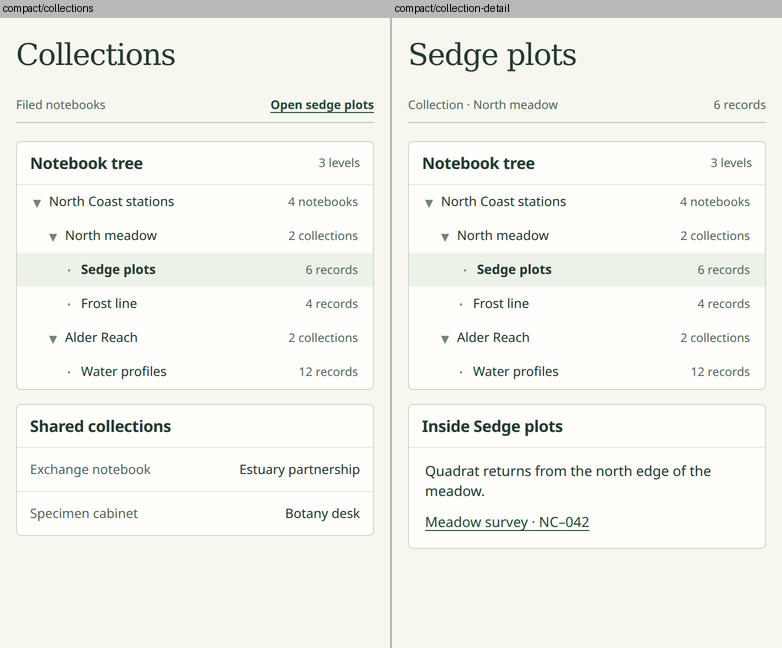 compact/collections
Collections
Filed notebooks
Open sedge plots
Notebook tree
3 levels
▼ North Coast stations
4 notebooks
▼ North meadow
2 collections
· Sedge plots
6 records
· Frost line
4 records
▼ Alder Reach
2 collections
· Water profiles
12 records
Shared collections
Exchange notebook
Estuary partnership
Specimen cabinet
Botany desk
compact/collection-detail
Sedge plots
Collection · North meadow
6 records
Notebook tree
3 levels
▼ North Coast stations
4 notebooks
▼ North meadow
2 collections
· Sedge plots
6 records
· Frost line
4 records
▼ Alder Reach
2 collections
· Water profiles
12 records
Inside Sedge plots
Quadrat returns from the north edge of the
meadow.
Meadow survey · NC–042